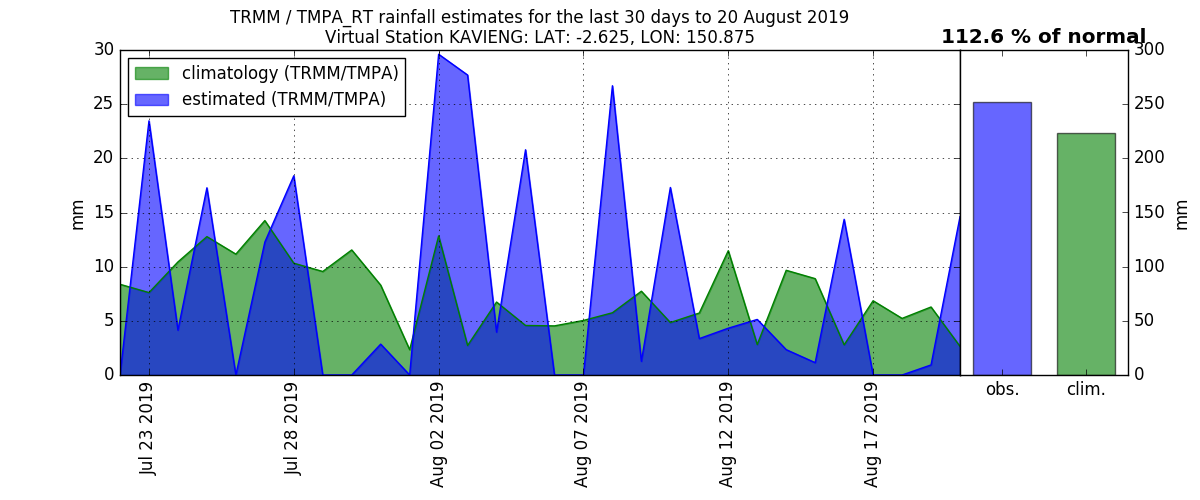 TRMM / TMPA_RT rainfall estimates for the last 30 days to 20 August 2019
Virtual Station KAVIENG: LAT: -2.625, LON: 150.875
112.6 % of normal
climatology (TRMM/TMPA)
estimated (TRMM/TMPA)
30
25
20
15
10
5
0
mm
Jul 23 2019
Jul 28 2019
Aug 02 2019
Aug 07 2019
Aug 12 2019
Aug 17 2019
obs.
clim.
300
250
200
150
100
50
0
mm